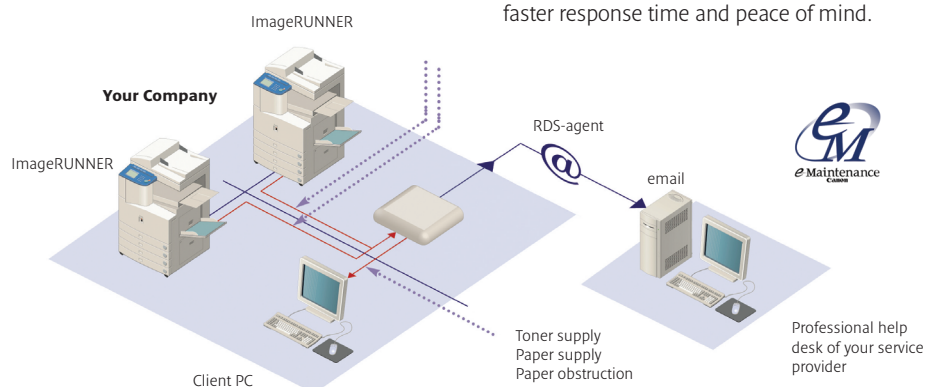 faster response time and peace of mind.
ImageRUNNER
Your Company
RDS-agent
ImageRUNNER
email
eM
e-Maintenance
Canon
Toner supply
Paper supply
Paper obstruction
Professional help
desk of your service
provider
Client PC